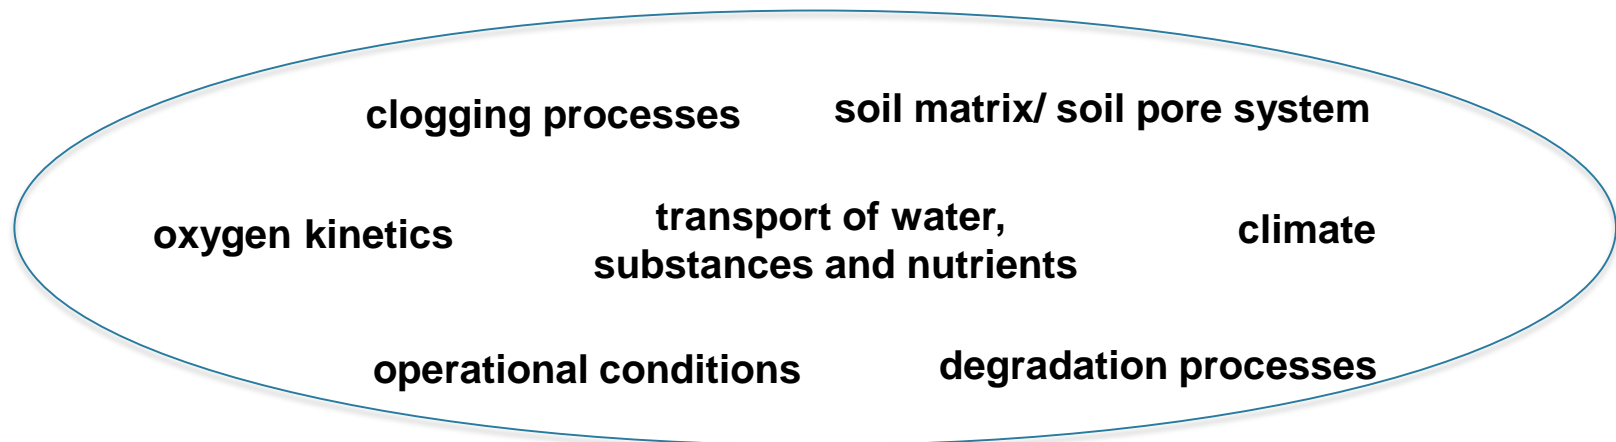 clogging processes
soil matrix/ soil pore system
oxygen kinetics
transport of water,
substances and nutrients
climate
operational conditions
degradation processes